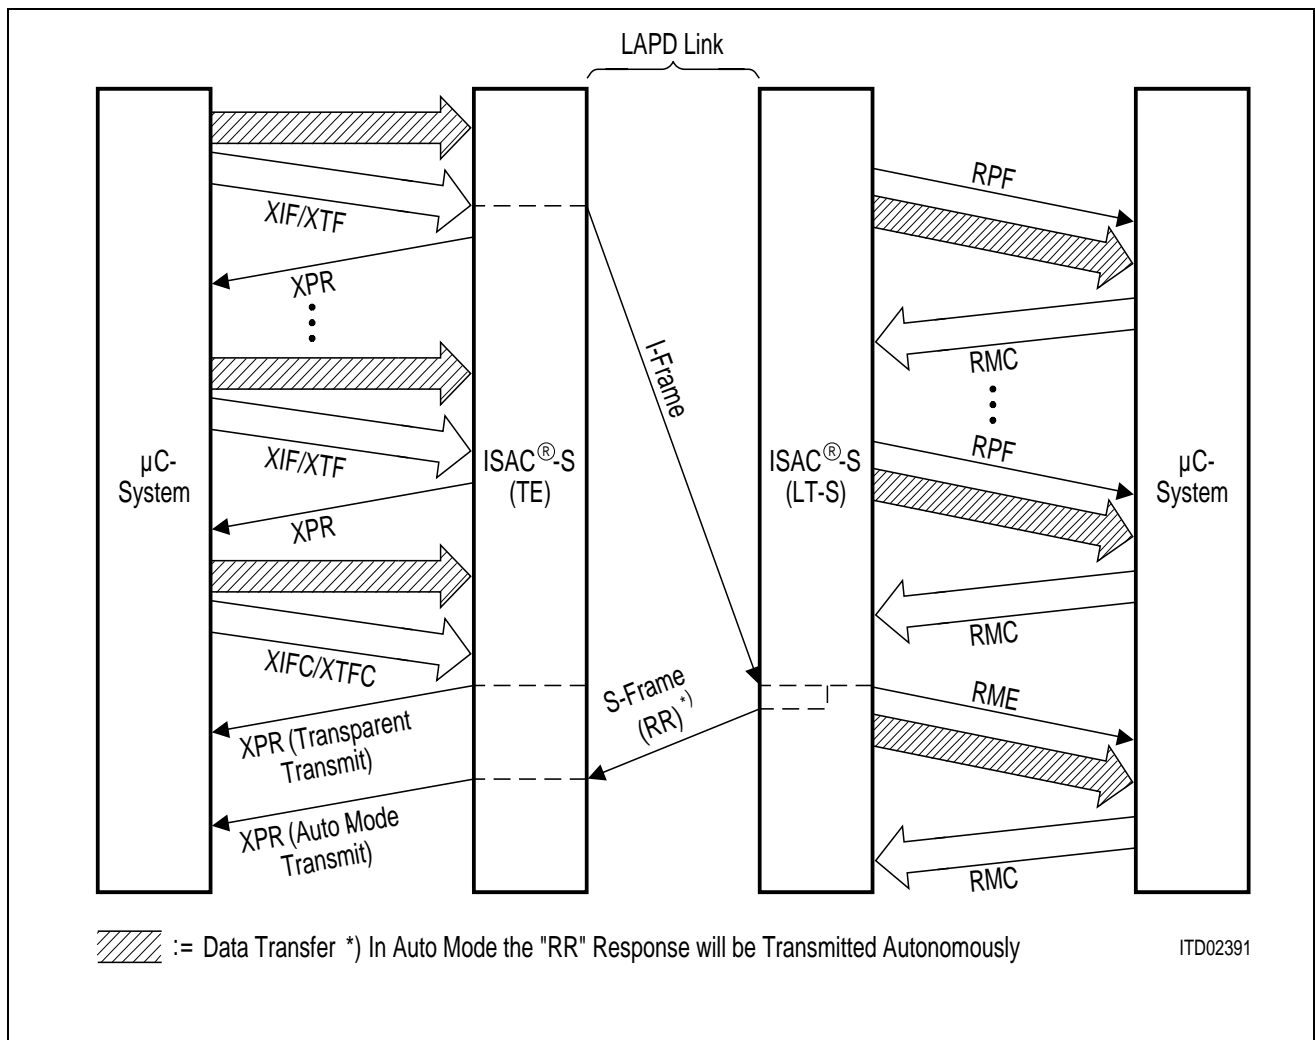 LAPD Link
µC-
System
XIF/XTF
XPR
XIF/XTF
XPR
XIFC/XTFC
XPR (Transparent
Transmit)
XPR (Auto Mode
Transmit)
ISAC®-S
(TE)
I-Frame
S-Frame
(RR)*)
ISAC®-S
(LT-S)
RPF
RMC
RPF
RMC
RME
RMC
µC-
System
:= Data Transfer *) In Auto Mode the "RR" Response will be Transmitted Autonomously
ITD02391